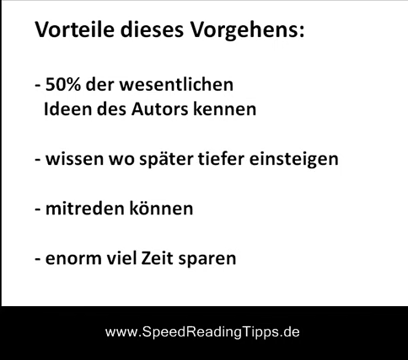 Vorteile dieses Vorgehens:
- 50% der wesentlichen
Ideen des Autors kennen
- wissen wo später tiefer einsteigen
- mitreden können
- enorm viel Zeit sparen
www.SpeedReadingTipps.de